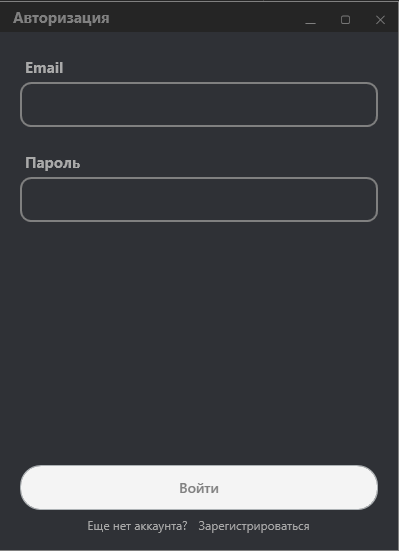 Авторизация
Email
Пароль
Войти
Еще нет аккаунта? Зарегистрироваться